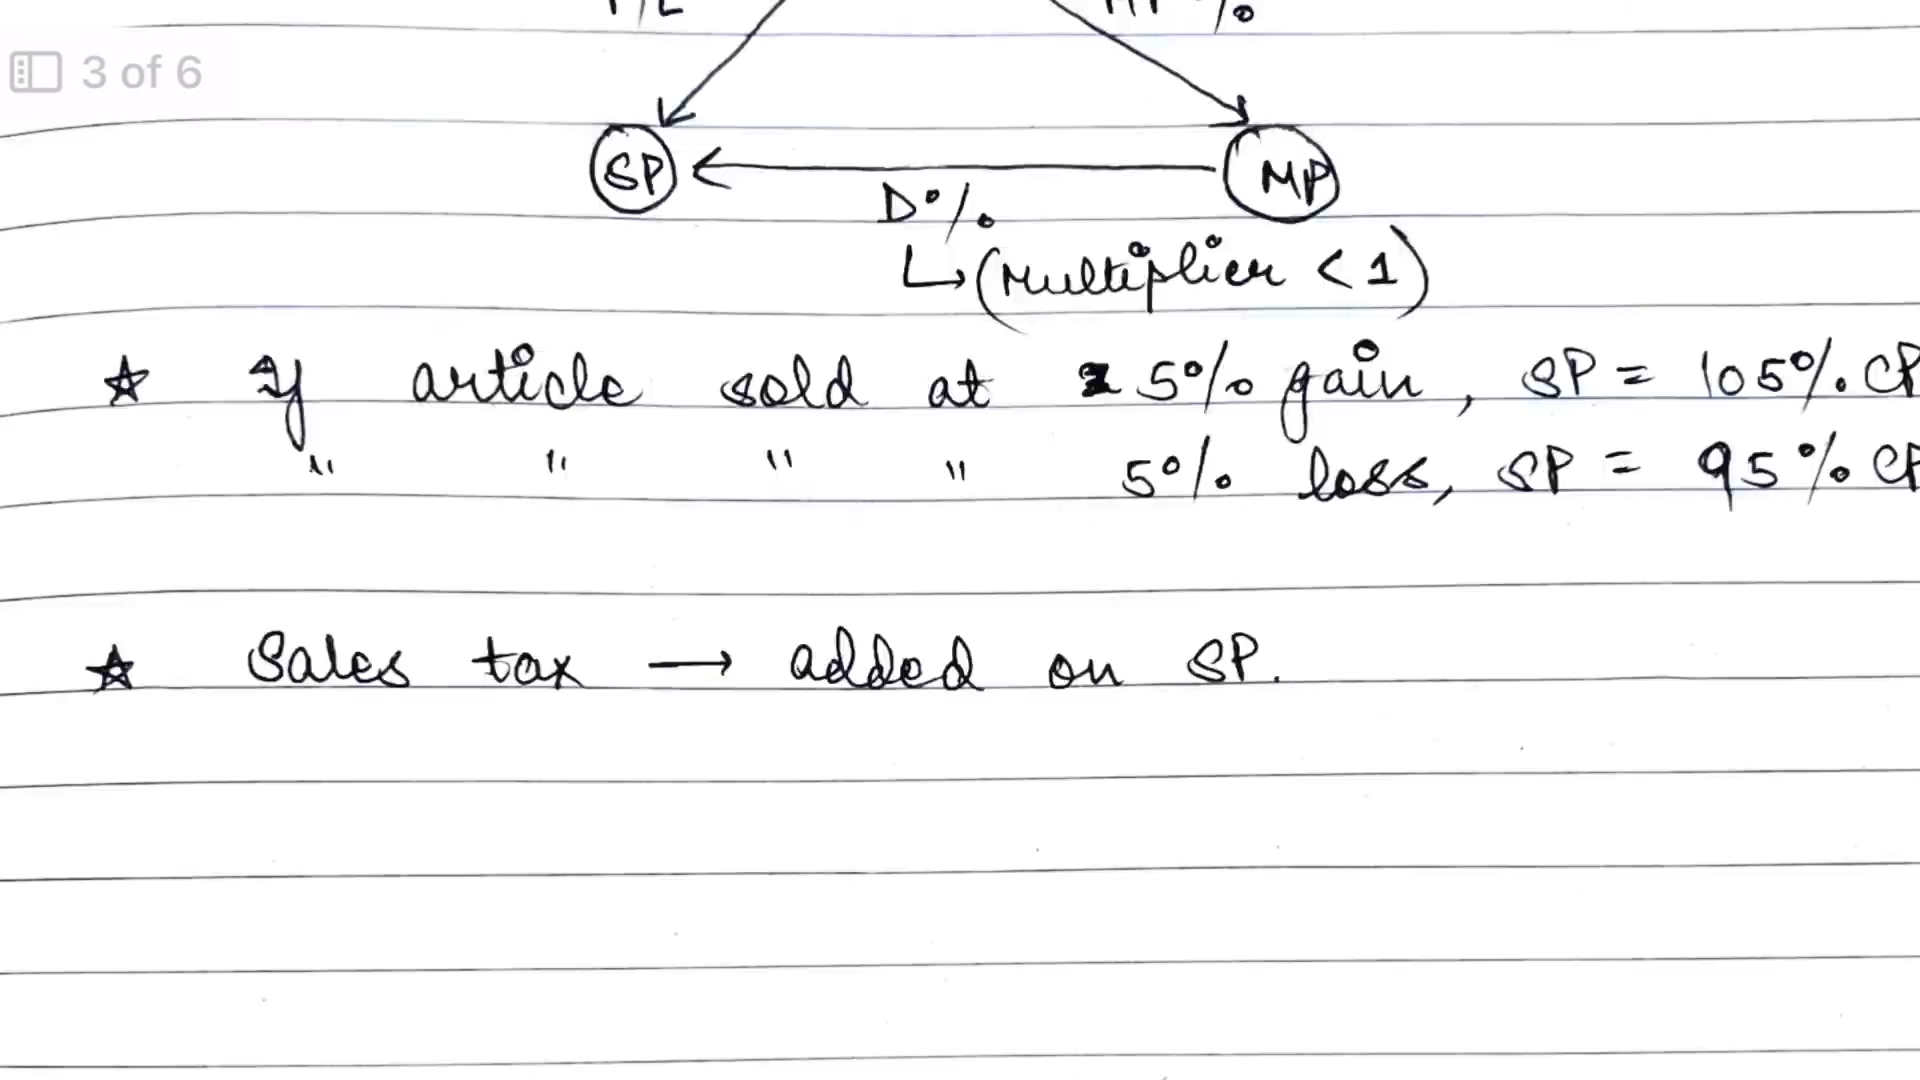 3 of 6
SP
MP
D%
↳ (Multiplier < 1)
☆ If article sold at 5% gain, SP = 105% CP
" " " " 5% loss, SP = 95% CP
☆ Sales tax → added on SP.